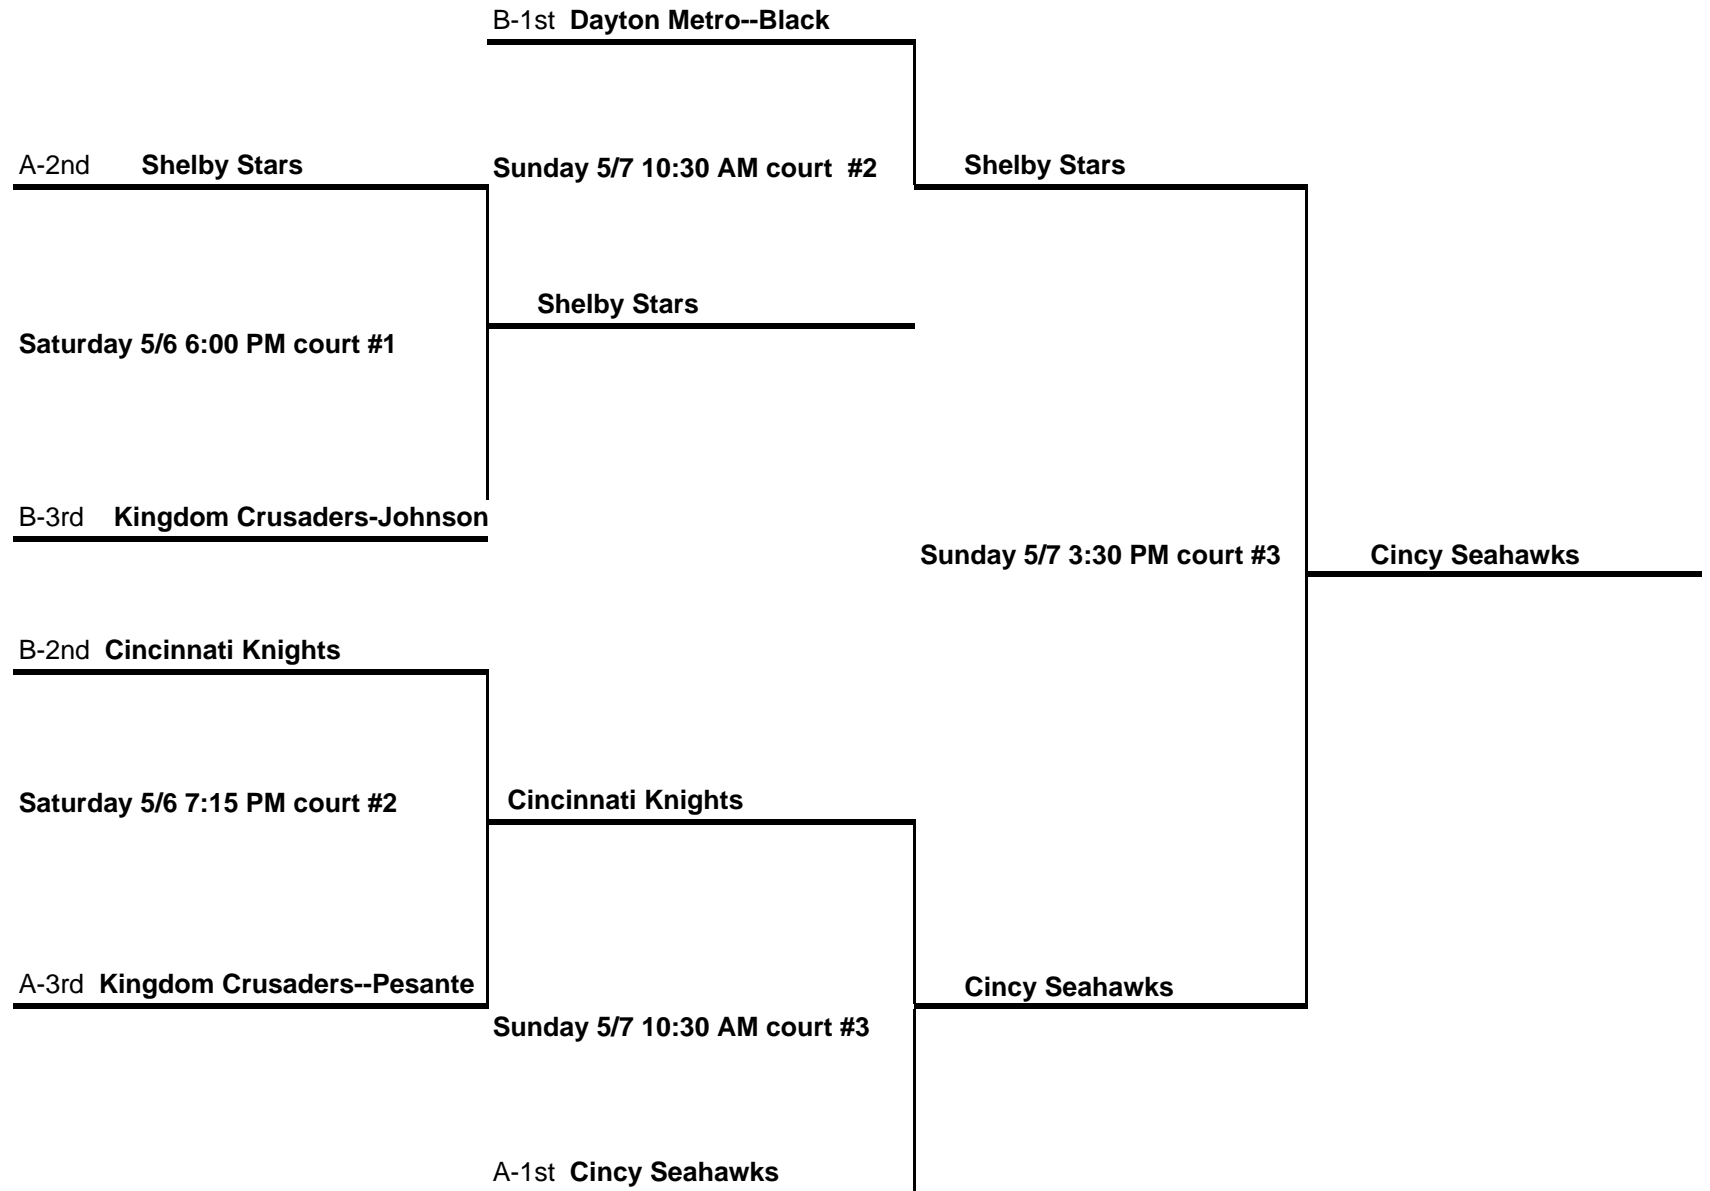 B-1st Dayton Metro--Black
A-2nd Shelby Stars
Sunday 5/7 10:30 AM court #2
Shelby Stars
Shelby Stars
Saturday 5/6 6:00 PM court #1
B-3rd Kingdom Crusaders-Johnson
Sunday 5/7 3:30 PM court #3
Cincy Seahawks
B-2nd Cincinnati Knights
Saturday 5/6 7:15 PM court #2
Cincinnati Knights
A-3rd Kingdom Crusaders--Pesante
Cincy Seahawks
Sunday 5/7 10:30 AM court #3
A-1st Cincy Seahawks